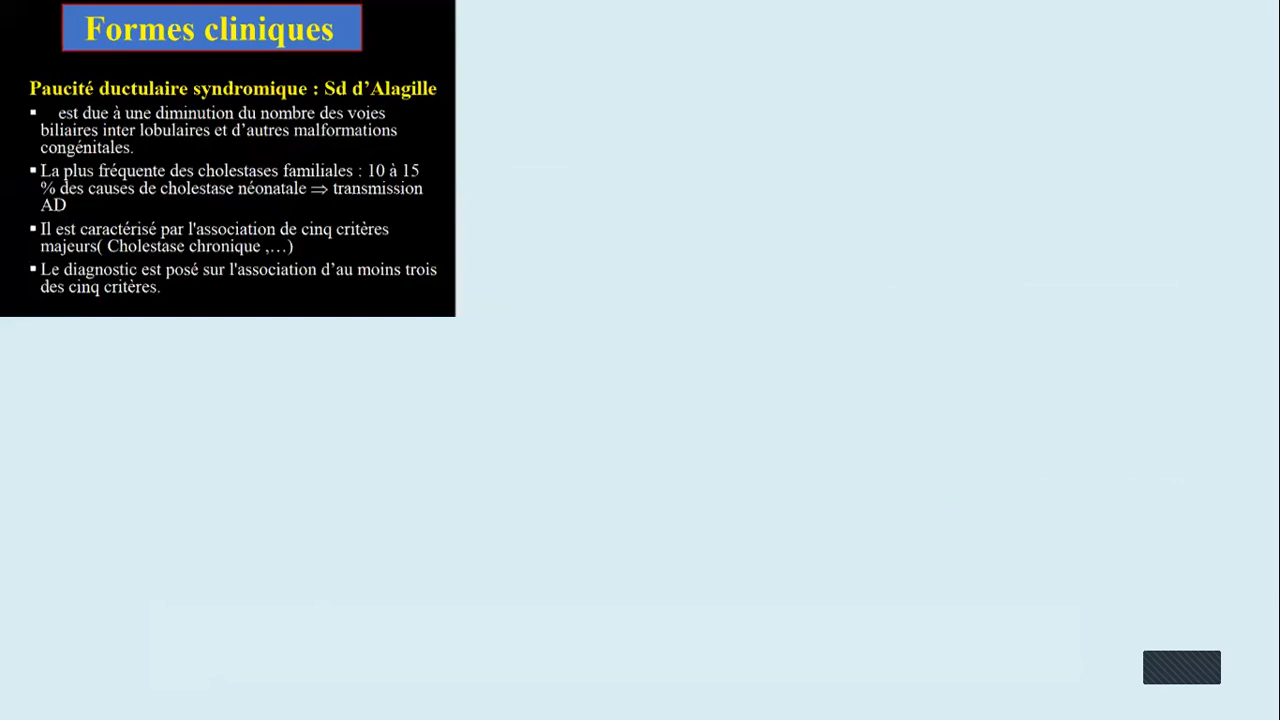 Formes cliniques
Paucité ductulaire syndromique : Sd d’Alagille
▪ est due à une diminution du nombre des voies
biliaires inter lobulaires et d’autres malformations
congénitales.
▪ La plus fréquente des cholestases familiales : 10 à 15
% des causes de cholestase néonatale ⇒ transmission
AD
▪ Il est caractérisé par l'association de cinq critères
majeurs( Cholestase chronique ,…)
▪ Le diagnostic est posé sur l'association d’au moins trois
des cinq critères.